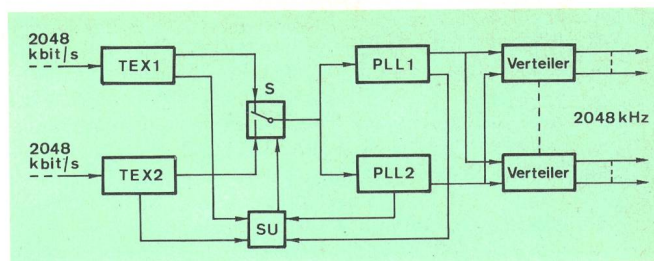 2048
kbit/s
TEX1
S
PLL1
Verteiler
2048 kHz
2048
kbit/s
TEX2
PLL2
Verteiler
SU